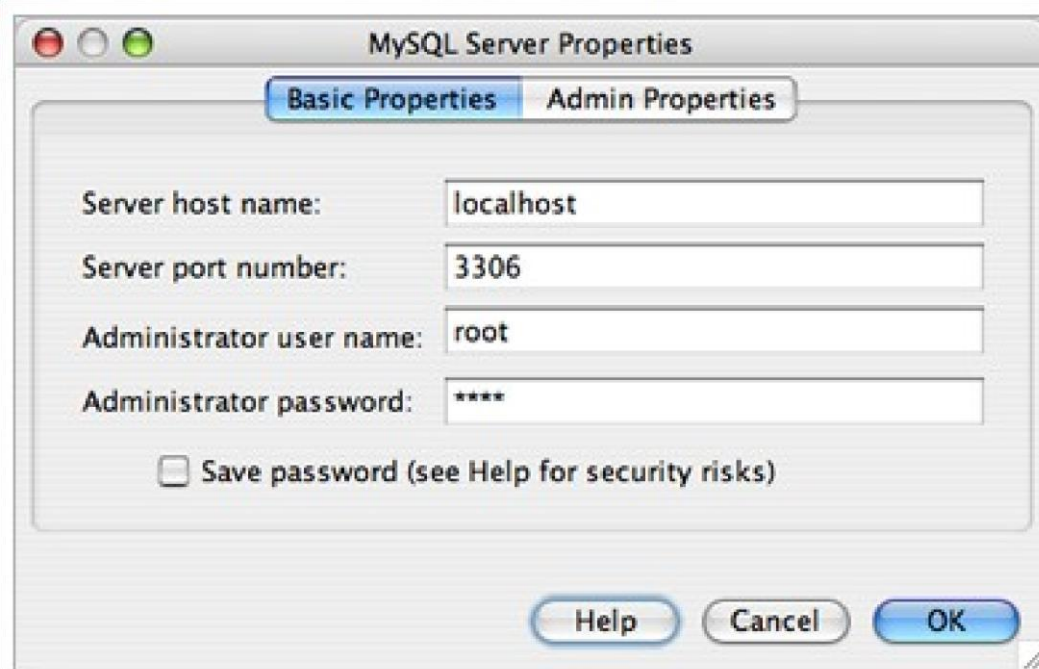 MySQL Server Properties
Basic Properties Admin Properties
Server host name: localhost
Server port number: 3306
Administrator user name: root
Administrator password: ****
Save password (see Help for security risks)
Help Cancel OK